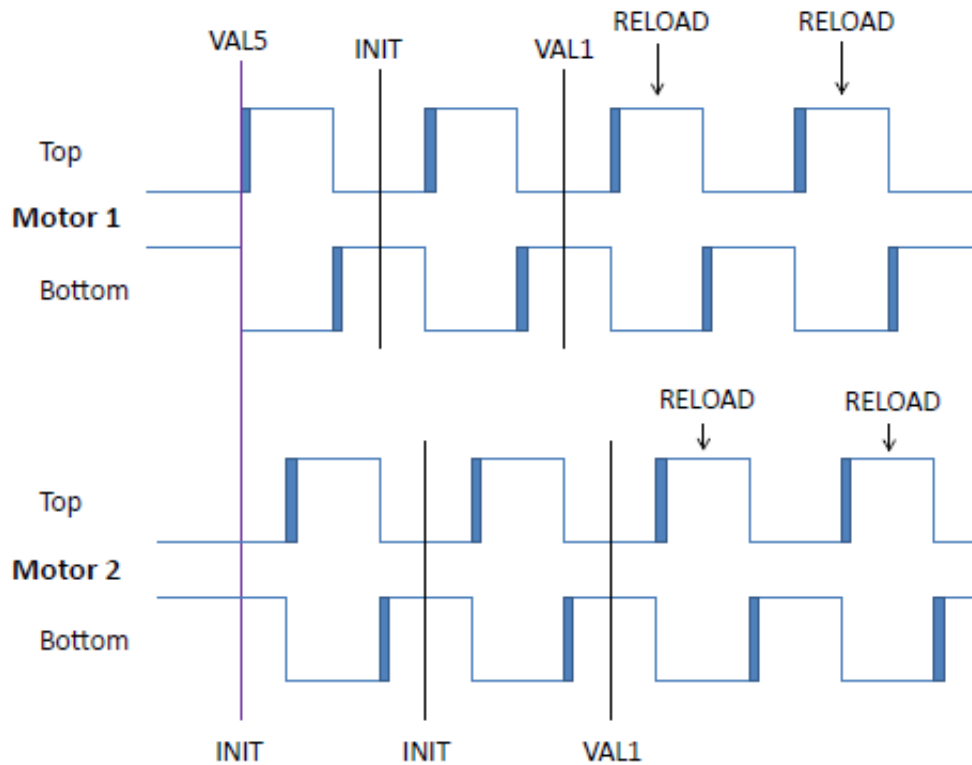 VAL5
INIT
VAL1
RELOAD
RELOAD
Top
Motor 1
Bottom
RELOAD
RELOAD
Top
Motor 2
Bottom
INIT
INIT
VAL1